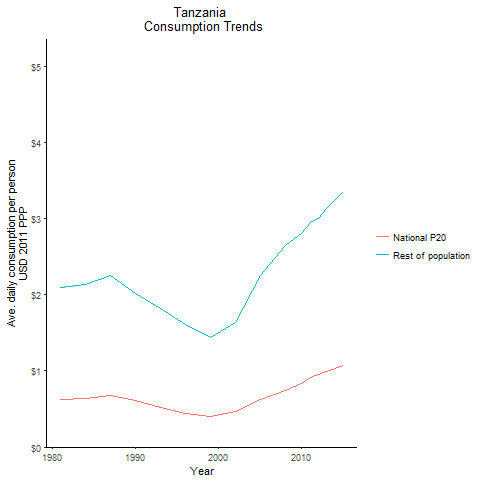 Tanzania
Consumption Trends
$5
$4
$3
$2
$1
$0
Ave. daily consumption per person
USD 2011 PPP
1980
1990
2000
2010
Year
National P20
Rest of population